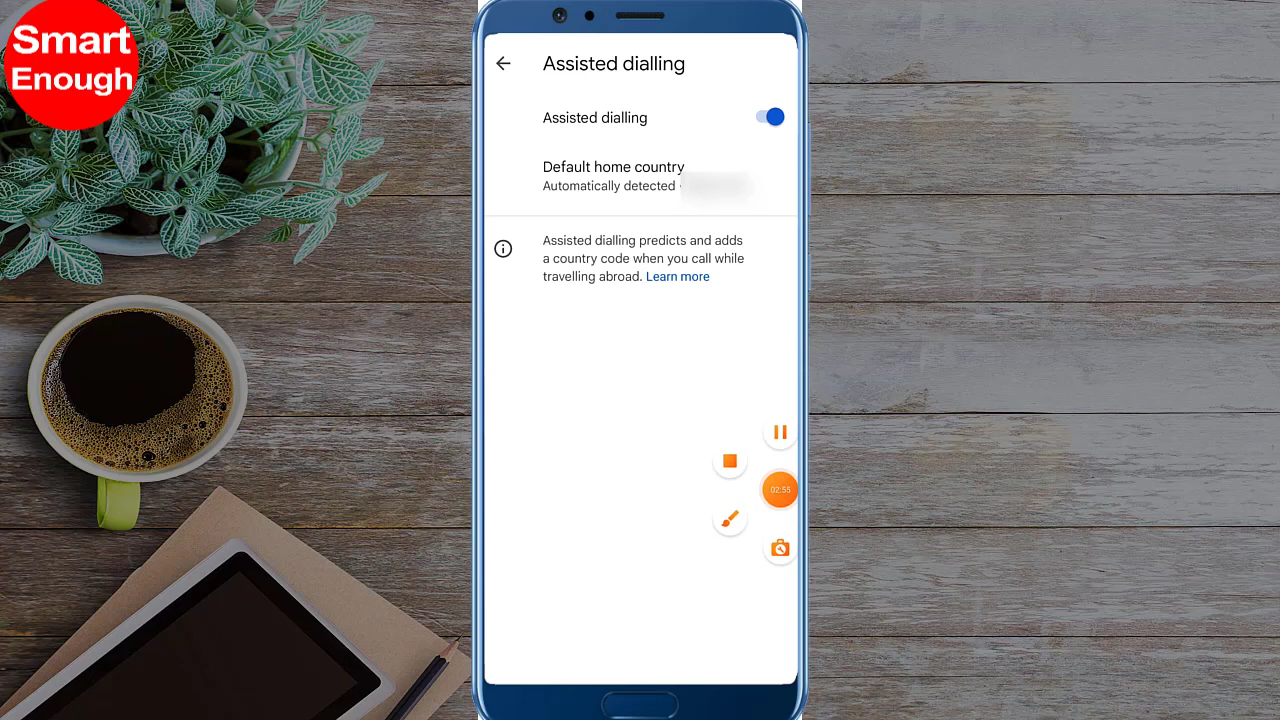 Smart
Enough
Assisted dialling
Assisted dialling
Default home country
Automatically detected ·
Assisted dialling predicts and adds
a country code when you call while
travelling abroad. Learn more
02:55